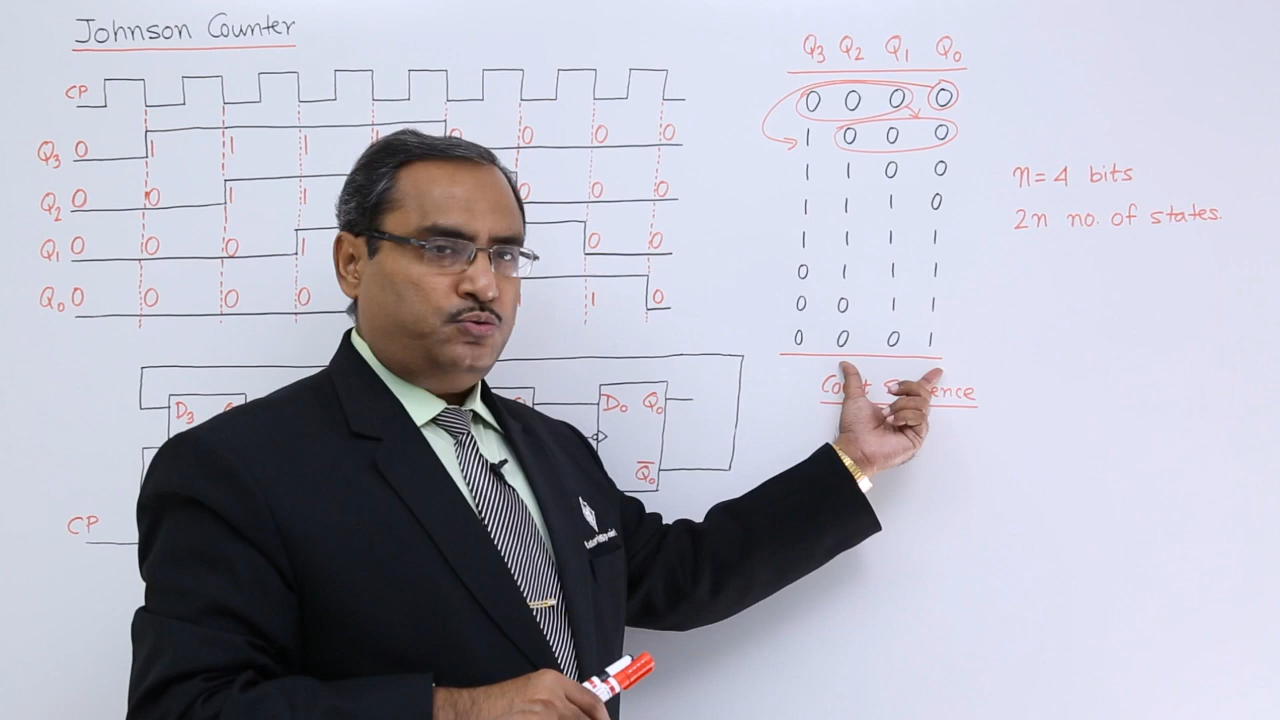 Johnson Counter
CP
Q3 0 1 1 1 1 0 0 0 0
Q2 0 0 1 1 0 0 0
Q1 0 0 0 1 0 0
Q0 0 0 0 0 1 0
D3
D0 Q0
Q̅0
CP
Q3 Q2 Q1 Q0
0 0 0 0
1 0 0 0
1 1 0 0
1 1 1 0
1 1 1 1
0 1 1 1
0 0 1 1
0 0 0 1
n=4 bits
2n no. of states.